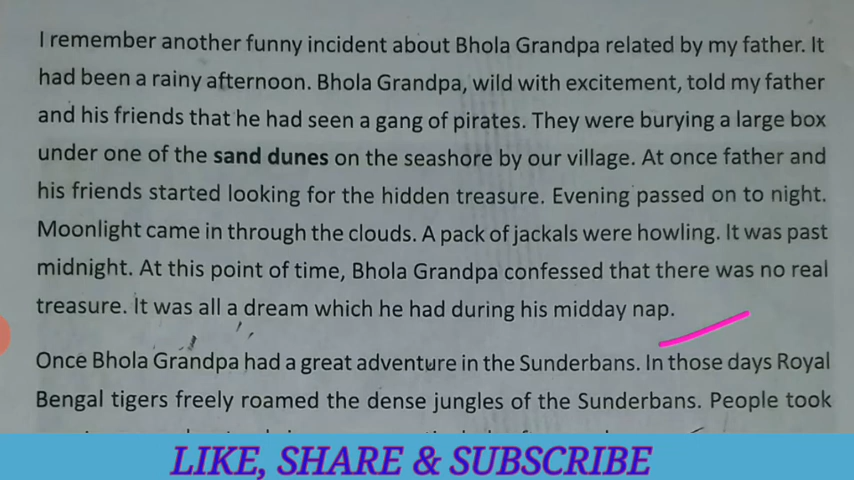 I remember another funny incident about Bhola Grandpa related by my father. It
had been a rainy afternoon. Bhola Grandpa, wild with excitement, told my father
and his friends that he had seen a gang of pirates. They were burying a large box
under one of the sand dunes on the seashore by our village. At once father and
his friends started looking for the hidden treasure. Evening passed on to night.
Moonlight came in through the clouds. A pack of jackals were howling. It was past
midnight. At this point of time, Bhola Grandpa confessed that there was no real
treasure. It was all a dream which he had during his midday nap.
Once Bhola Grandpa had a great adventure in the Sunderbans. In those days Royal
Bengal tigers freely roamed the dense jungles of the Sunderbans. People took
LIKE, SHARE & SUBSCRIBE